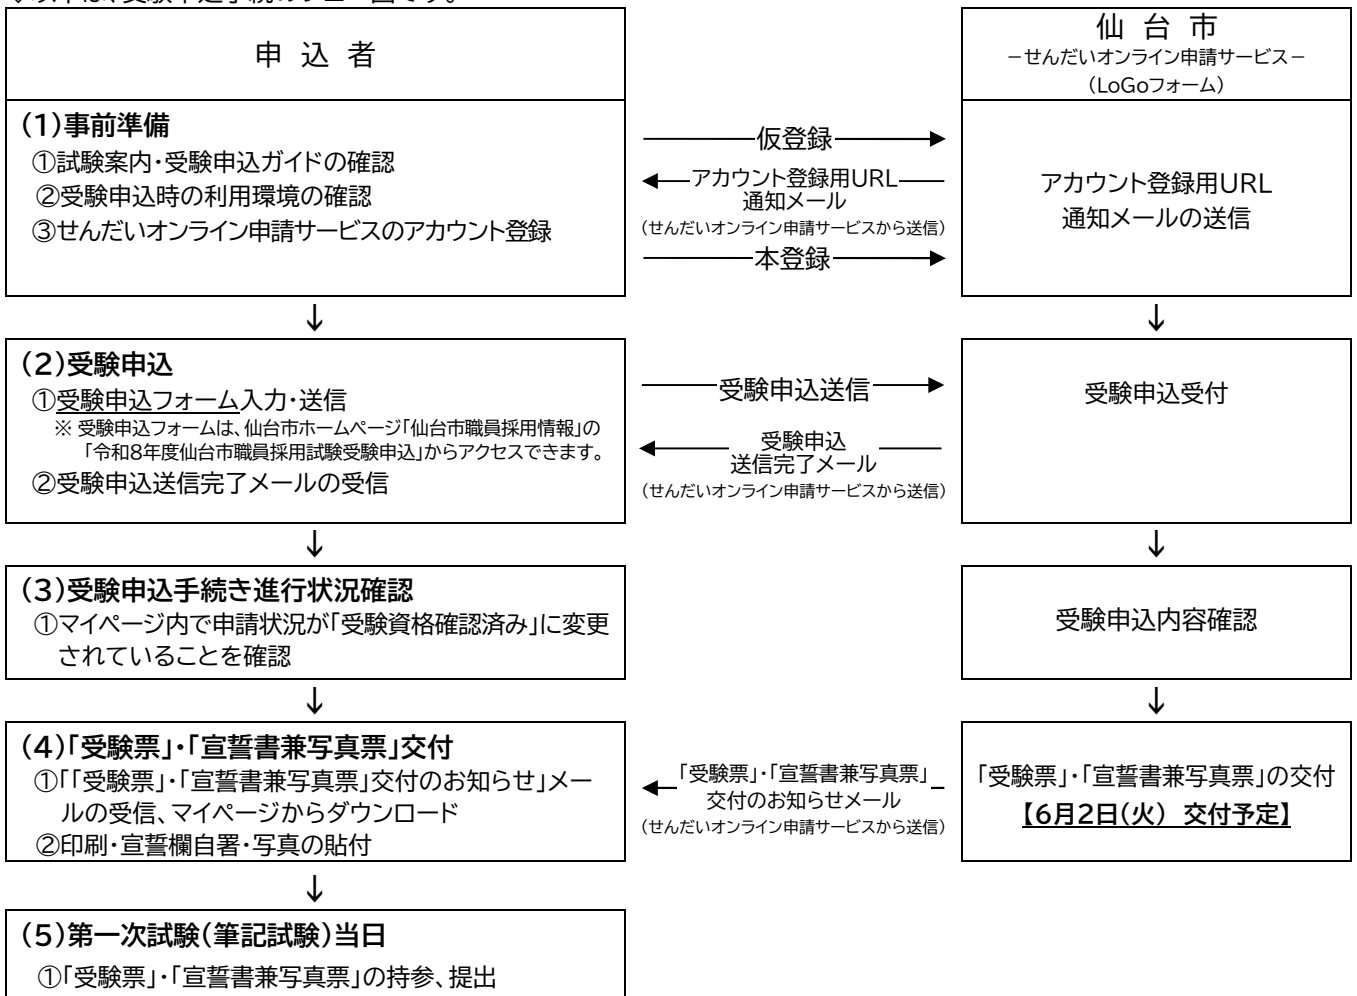 申 込 者
仙 台 市
－せんだいオンライン申請サービス－
（LoGoフォーム）
（１）事前準備
①試験案内・受験申込ガイドの確認
②受験申込時の利用環境の確認
③せんだいオンライン申請サービスのアカウント登録
仮登録
アカウント登録用URL
通知メール
（せんだいオンライン申請サービスから送信）
本登録
アカウント登録用URL
通知メールの送信
↓
↓
（２）受験申込
①受験申込フォーム入力・送信
※ 受験申込フォームは、仙台市ホームページ「仙台市職員採用情報」の
「令和８年度仙台市職員採用試験受験申込」からアクセスできます。
②受験申込送信完了メールの受信
受験申込送信
受験申込
送信完了メール
（せんだいオンライン申請サービスから送信）
受験申込受付
↓
↓
（３）受験申込手続き進行状況確認
①マイページ内で申請状況が「受験資格確認済み」に変更
されていることを確認
受験申込内容確認
↓
↓
（４）「受験票」・「宣誓書兼写真票」交付
①「「受験票」・「宣誓書兼写真票」交付のお知らせ」メー
ルの受信、マイページからダウンロード
②印刷・宣誓欄自署・写真の貼付
「受験票」・「宣誓書兼写真票」
交付のお知らせメール
（せんだいオンライン申請サービスから送信）
「受験票」・「宣誓書兼写真票」の交付
【６月２日（火） 交付予定】
↓
（５）第一次試験（筆記試験）当日
①「受験票」・「宣誓書兼写真票」の持参、提出